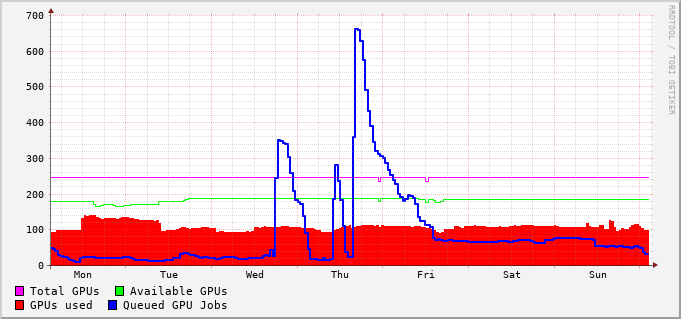 700
600
500
400
300
200
100
0
Mon Tue Wed Thu Fri Sat Sun
Total GPUs Available GPUs
GPUs used Queued GPU Jobs
RRDTOOL / TOBI OETIKER